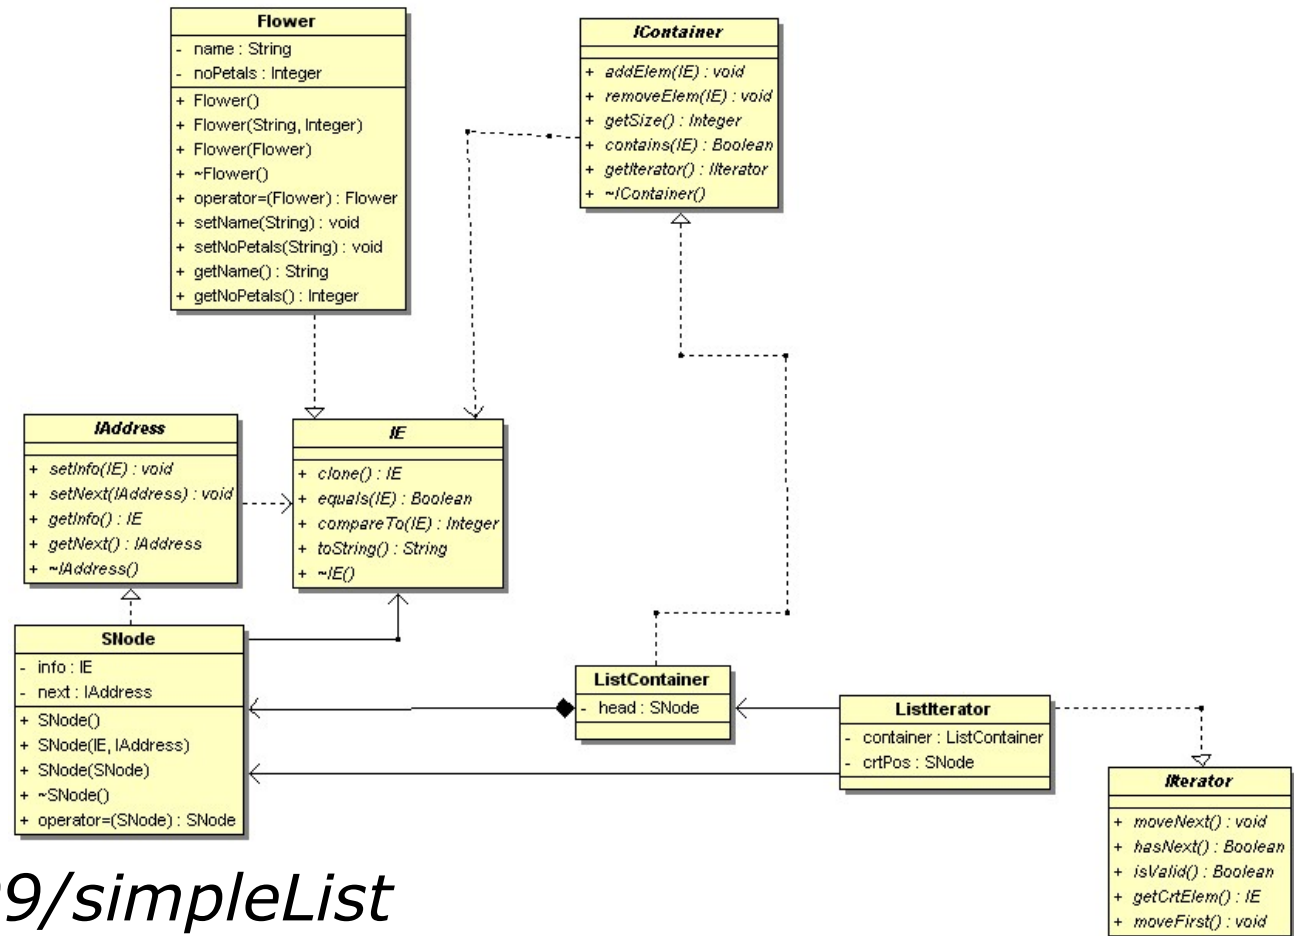 Flower
- name : String
- noPetals : Integer
+ Flower()
+ Flower(String, Integer)
+ Flower(Flower)
+ ~Flower()
+ operator=(Flower) : Flower
+ setName(String) : void
+ setNoPetals(String) : void
+ getName() : String
+ getNoPetals() : Integer
IContainer
+ addElem(IE) : void
+ removeElem(IE) : void
+ getSize() : Integer
+ contains(IE) : Boolean
+ getIterator() : IIterator
+ ~IContainer()
IAddress
+ setInfo(IE) : void
+ setNext(IAddress) : void
+ getInfo() : IE
+ getNext() : IAddress
+ ~IAddress()
IE
+ clone() : IE
+ equals(IE) : Boolean
+ compareTo(IE) : Integer
+ toString() : String
+ ~IE()
SNode
- info : IE
- next : IAddress
+ SNode()
+ SNode(IE, IAddress)
+ SNode(SNode)
+ ~SNode()
+ operator=(SNode) : SNode
ListContainer
- head : SNode
ListIterator
- container : ListContainer
- crtPos : SNode
IIterator
+ moveNext() : void
+ hasNext() : Boolean
+ isValid() : Boolean
+ getCrtElem() : IE
+ moveFirst() : void
9/simpleList